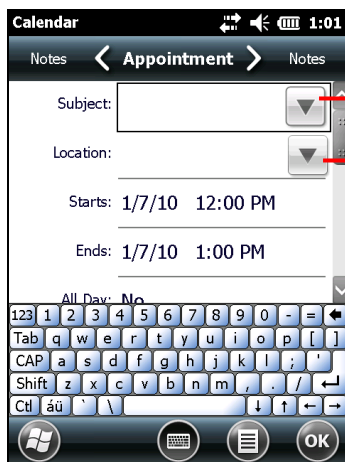 Calendar 1:01
Notes Appointment Notes
Subject:
Location:
Starts: 1/7/10 12:00 PM
Ends: 1/7/10 1:00 PM
All Day: No
123 1 2 3 4 5 6 7 8 9 0 - =
Tab q w e r t y u i o p [ ]
CAP a s d f g h j k l ; '
Shift z x c v b n m , . /
Ctl áü ` \
OK